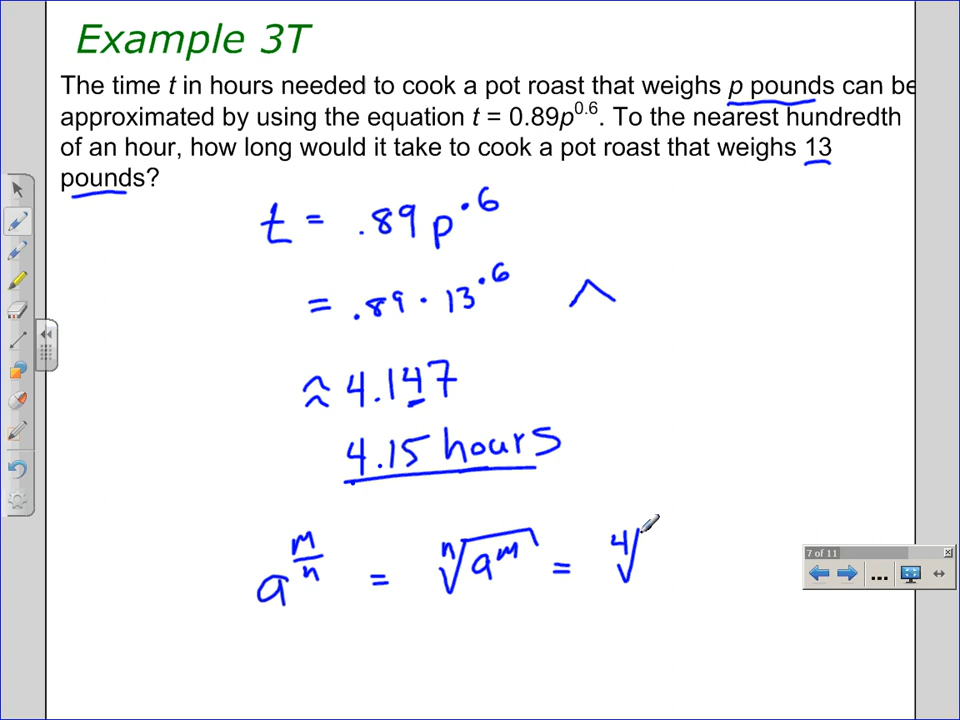 Example 3T
The time t in hours needed to cook a pot roast that weighs p pounds can be
approximated by using the equation t = 0.89p^0.6. To the nearest hundredth
of an hour, how long would it take to cook a pot roast that weighs 13
pounds?
t = .89p^.6
= .89 · 13^.6 ^
≈ 4.147
4.15 hours
a^(m/n) = ⁿ√(a^m) = ⁴√
7 of 11
...